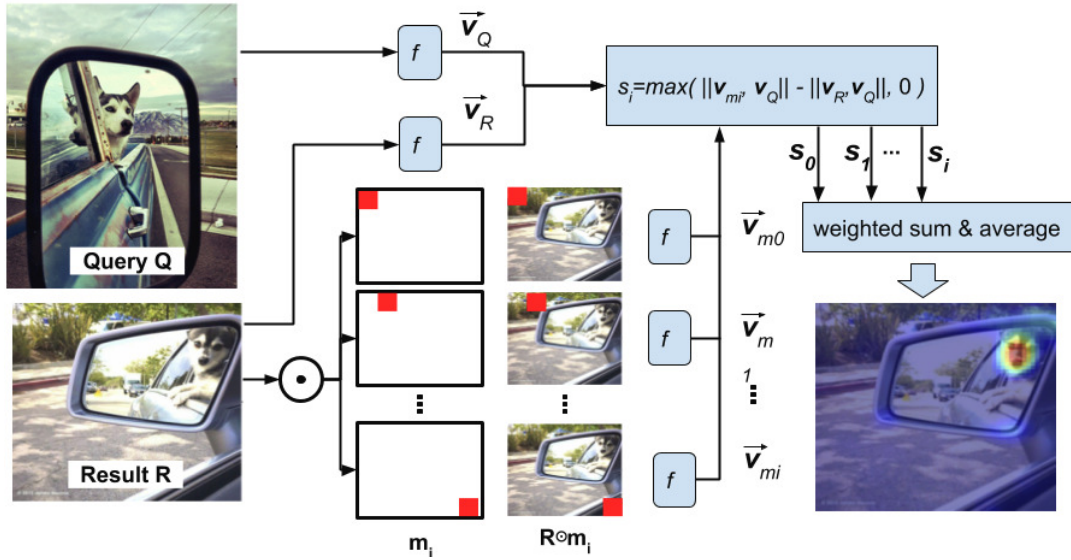 f
v_Q
f
v_R
s_i=max( ||v_mi, v_Q|| - ||v_R,v_Q||, 0 )
s_0 s_1 ... s_i
weighted sum & average
Query Q
Result R
f
v_m0
f
v_m
1
f
v_mi
m_i
R⊙m_i